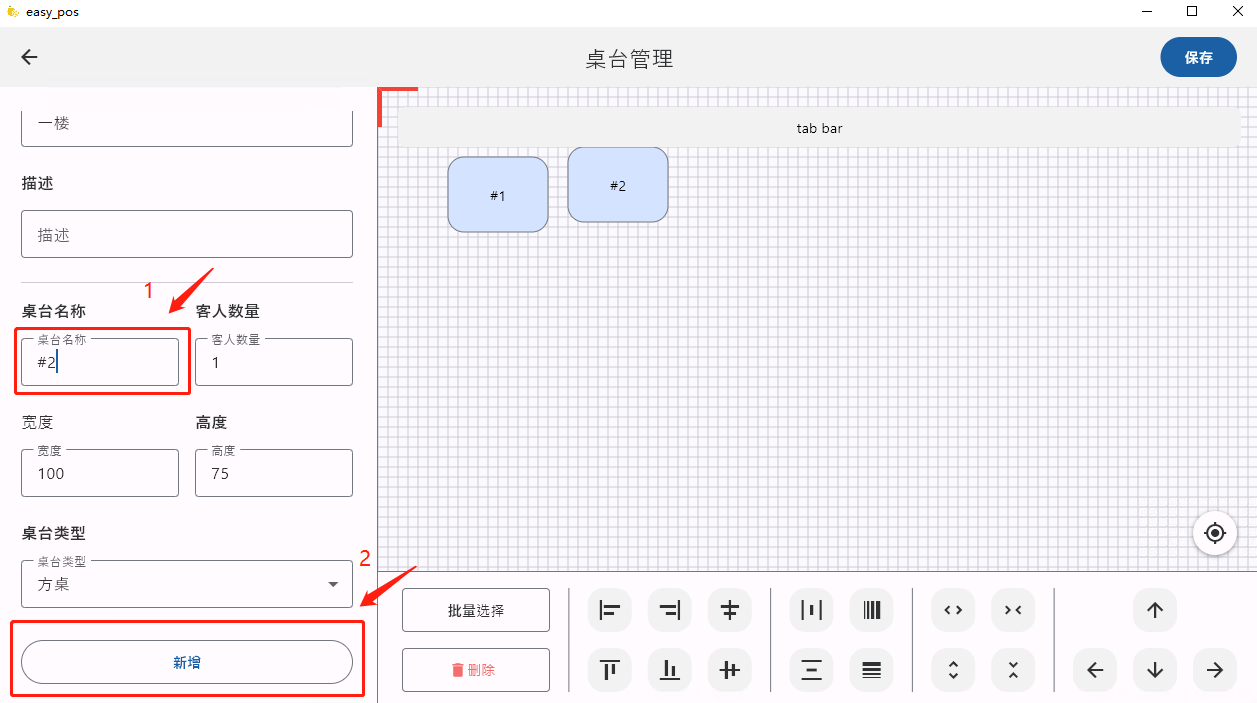 easy_pos
桌台管理
保存
一楼
描述
描述
1
桌台名称
客人数量
桌台名称
#2
客人数量
1
宽度
高度
宽度
100
高度
75
桌台类型
桌台类型
方桌
2
新增
tab bar
#1
#2
批量选择
删除